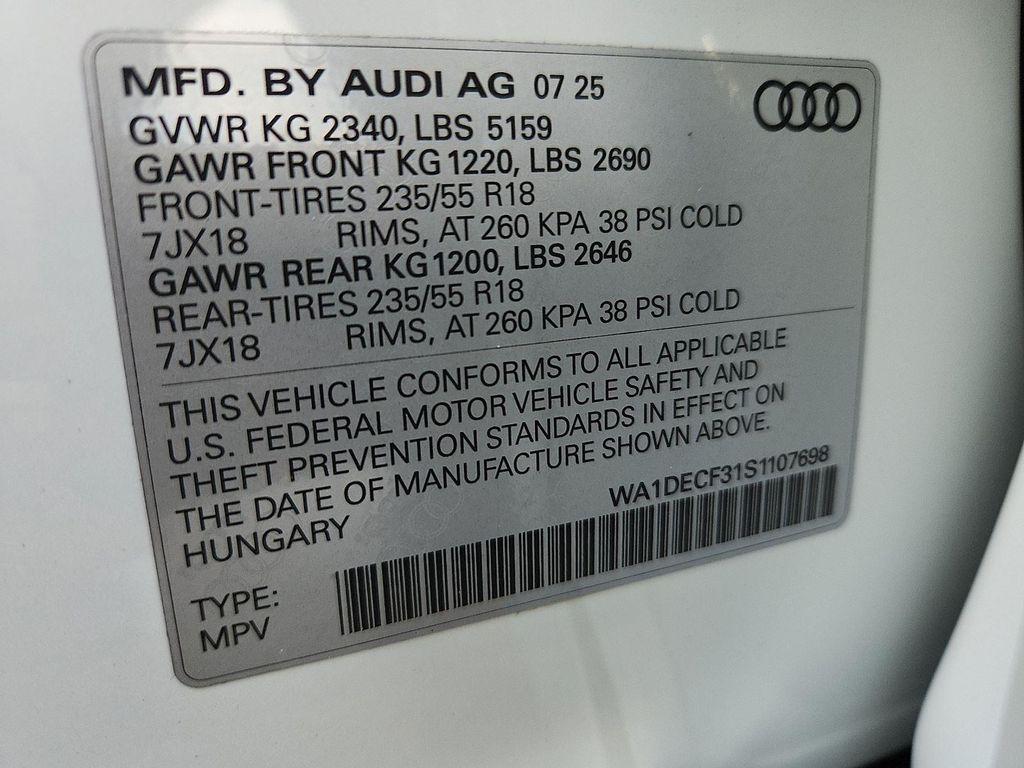 MFD. BY AUDI AG 07 25
GVWR KG 2340, LBS 5159
GAWR FRONT KG 1220, LBS 2690
FRONT-TIRES 235/55 R18
7JX18 RIMS, AT 260 KPA 38 PSI COLD
GAWR REAR KG 1200, LBS 2646
REAR-TIRES 235/55 R18
7JX18 RIMS, AT 260 KPA 38 PSI COLD
THIS VEHICLE CONFORMS TO ALL APPLICABLE
U.S. FEDERAL MOTOR VEHICLE SAFETY AND
THEFT PREVENTION STANDARDS IN EFFECT ON
THE DATE OF MANUFACTURE SHOWN ABOVE.
HUNGARY WA1DECF31S1107698
TYPE:
MPV